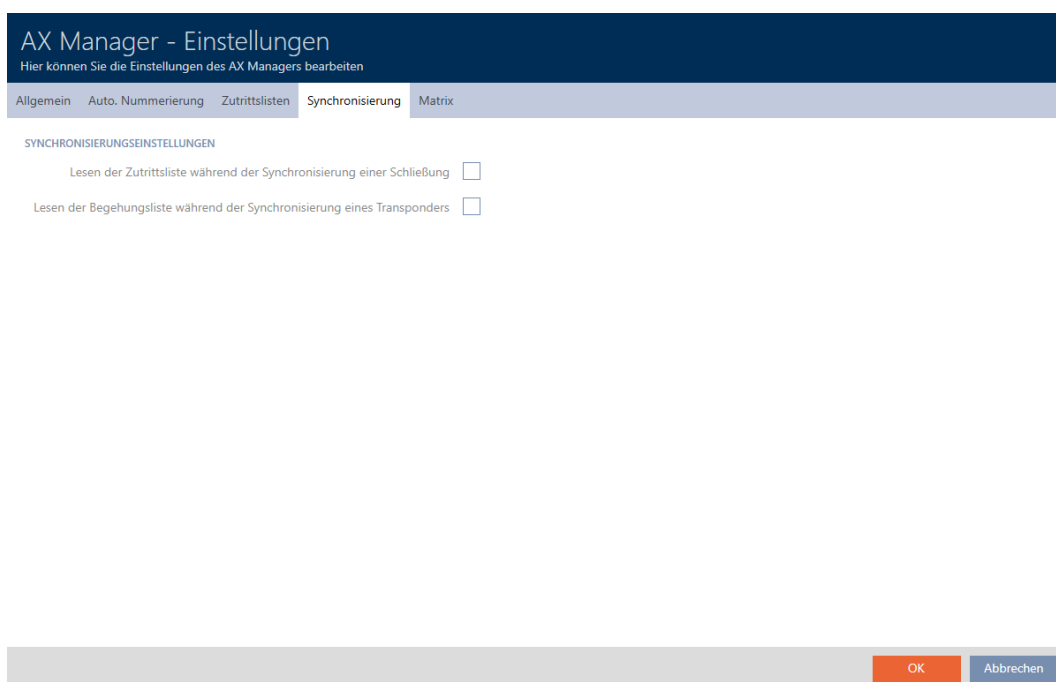 AX Manager - Einstellungen
Hier können Sie die Einstellungen des AX Managers bearbeiten
Allgemein Auto. Nummerierung Zutrittslisten Synchronisierung Matrix
SYNCHRONISIERUNGSEINSTELLUNGEN
Lesen der Zutrittsliste während der Synchronisierung einer Schließung
Lesen der Begehungsliste während der Synchronisierung eines Transponders
OK Abbrechen